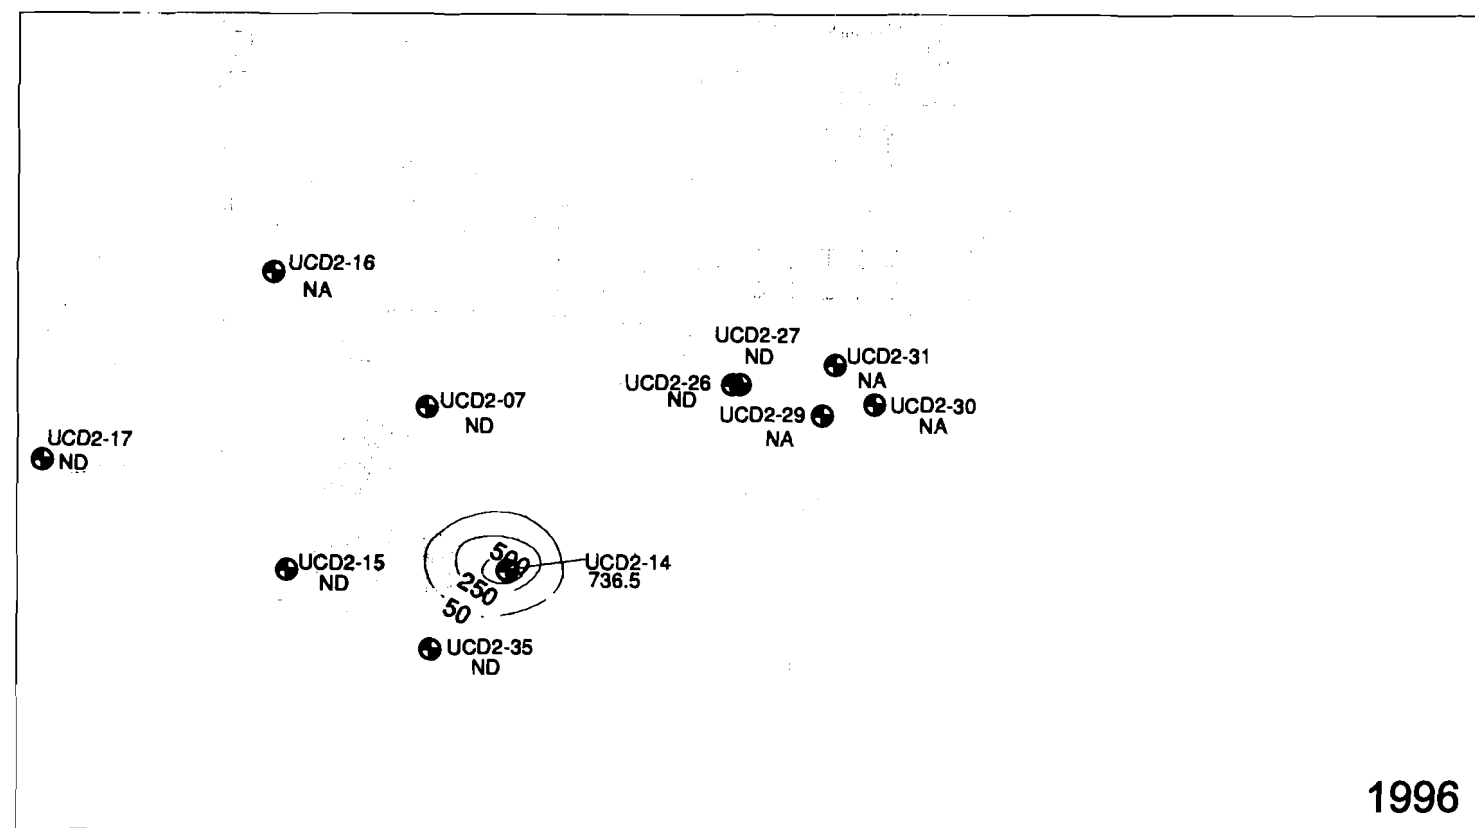 UCD2-16
NA
UCD2-27
ND
UCD2-31
NA
UCD2-26
ND
UCD2-07
ND
UCD2-29
NA
UCD2-30
NA
UCD2-17
ND
500
UCD2-15
ND
UCD2-14
736.5
250
50
UCD2-35
ND
1996